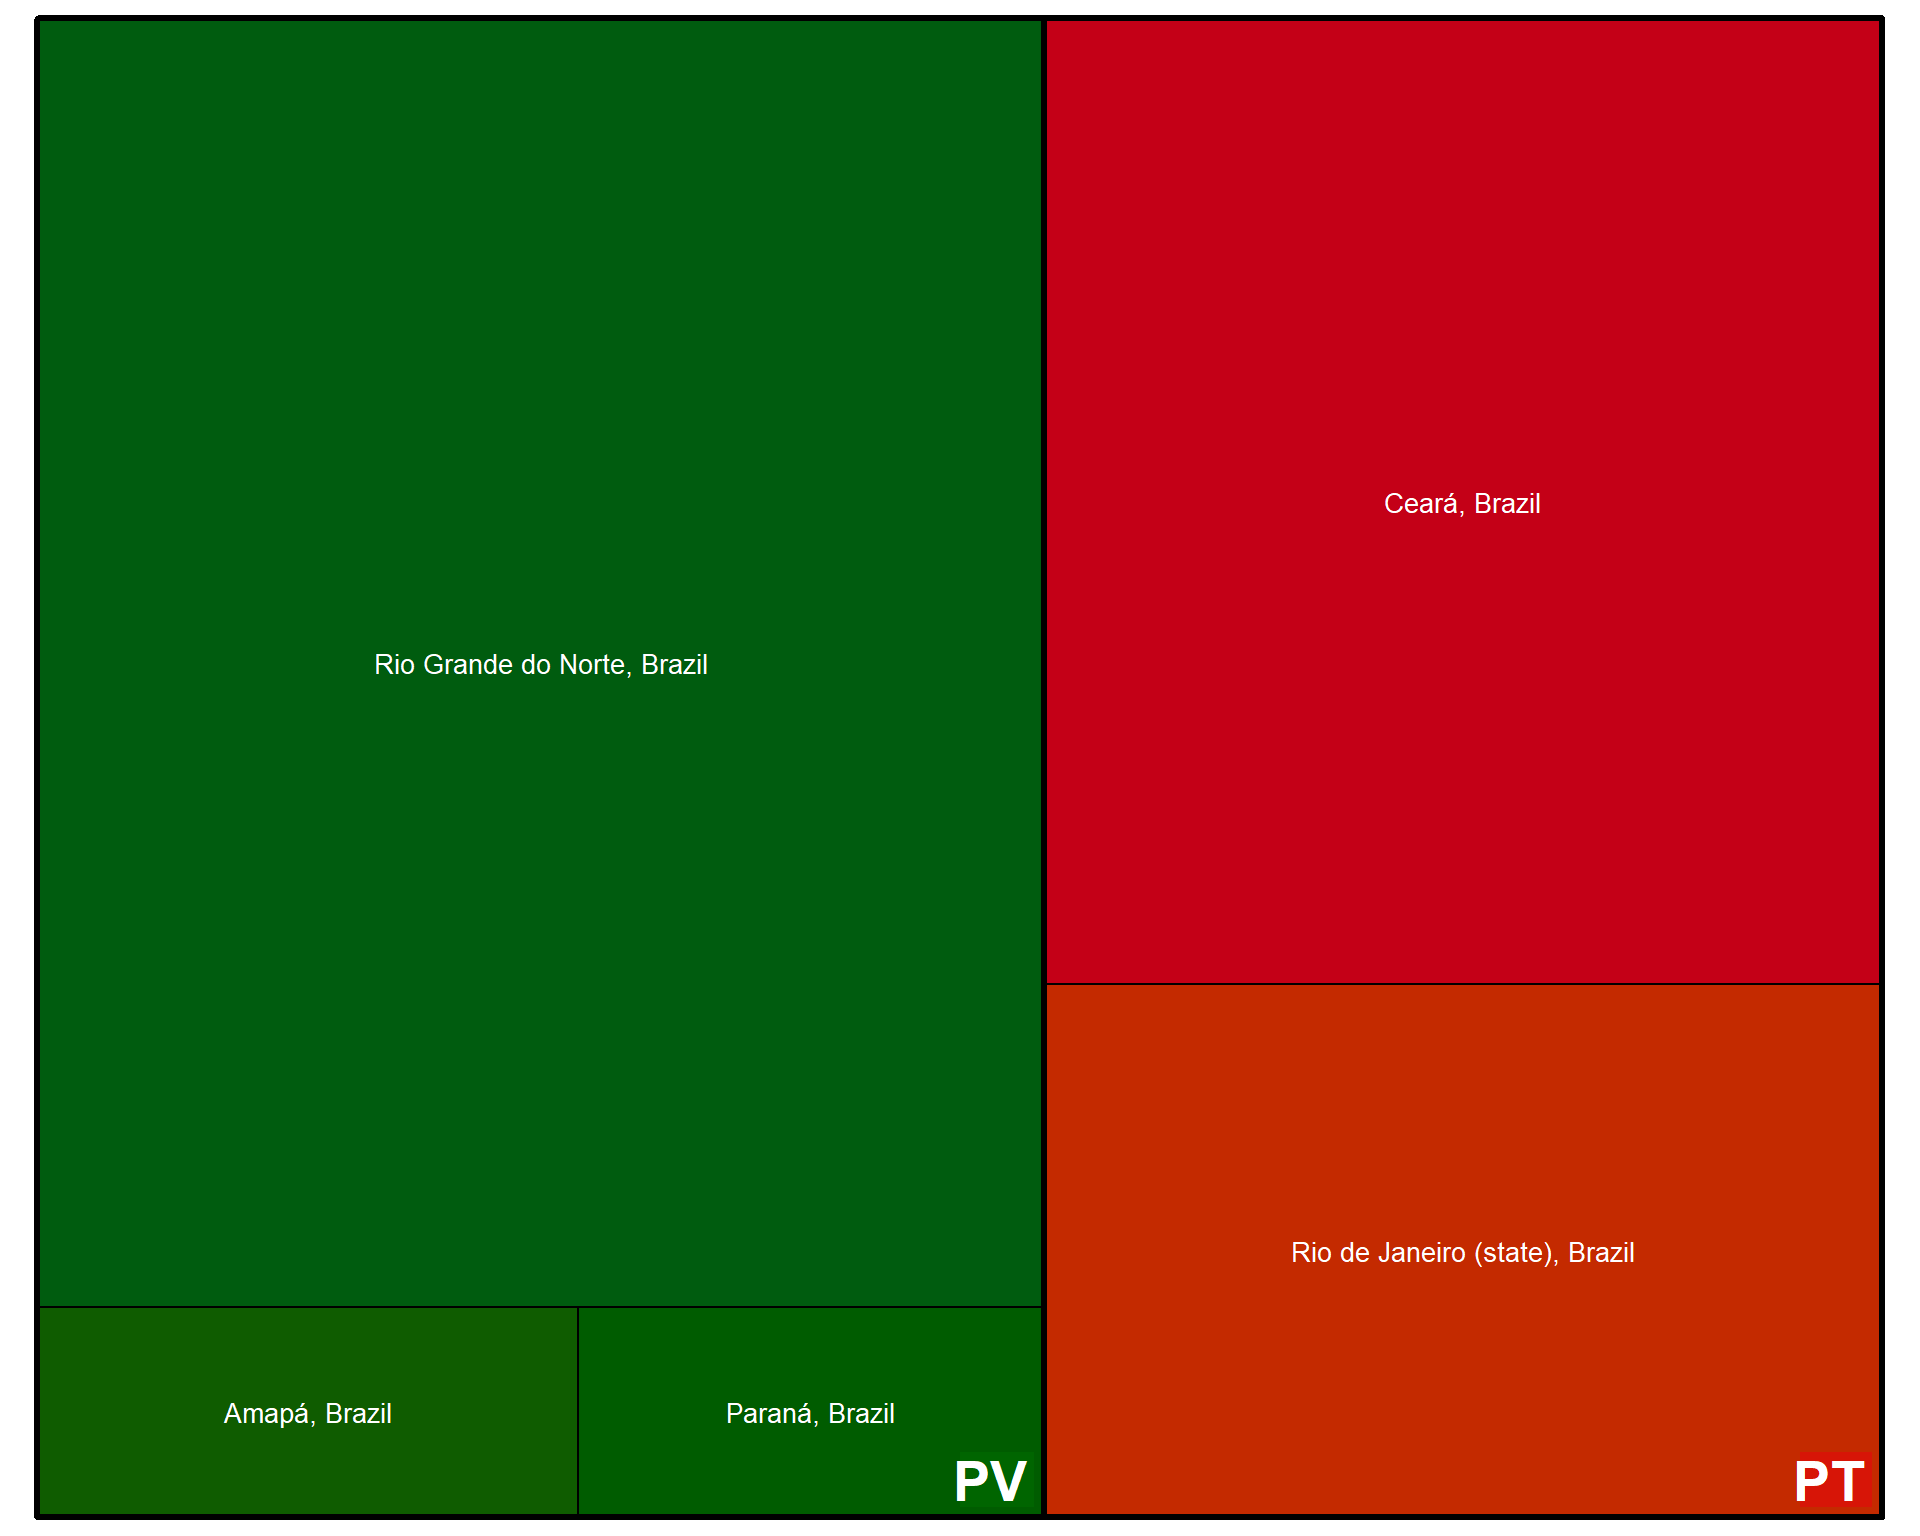 Rio Grande do Norte, Brazil
Amapá, Brazil
Paraná, Brazil
PV
Ceará, Brazil
Rio de Janeiro (state), Brazil
PT